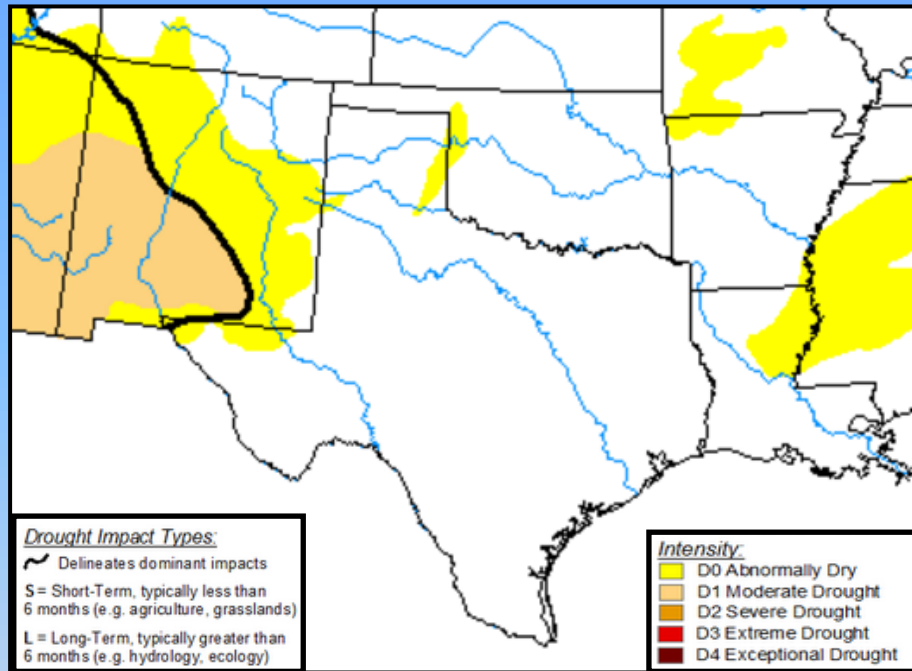 Drought Impact Types:
Delineates dominant impacts
S = Short-Term, typically less than
6 months (e.g. agriculture, grasslands)
L = Long-Term, typically greater than
6 months (e.g. hydrology, ecology)
Intensity:
D0 Abnormally Dry
D1 Moderate Drought
D2 Severe Drought
D3 Extreme Drought
D4 Exceptional Drought